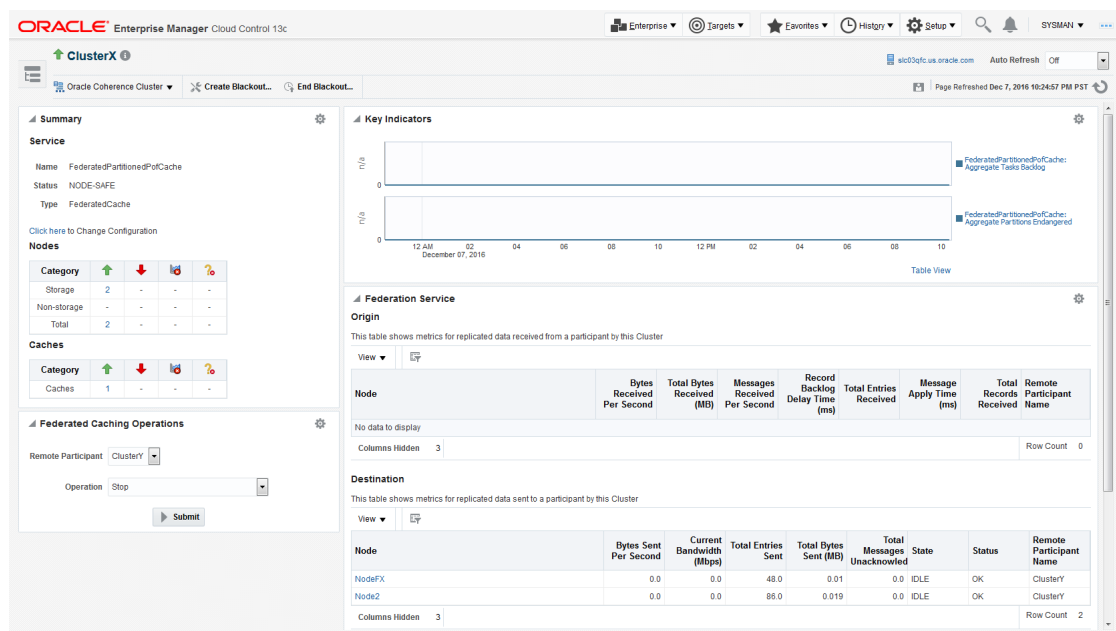 ORACLE Enterprise Manager Cloud Control 13c
Enterprise Targets Favorites History Setup SYSMAN
ClusterX
slc03qfc.us.oracle.com Auto Refresh Off
Oracle Coherence Cluster Create Blackout... End Blackout...
Page Refreshed Dec 7, 2016 10:24:57 PM PST
Summary
Service
Name FederatedPartitionedPofCache
Status NODE-SAFE
Type FederatedCache
Click here to Change Configuration
Nodes
Category
Storage 2 - - -
Non-storage - - - -
Total 2 - - -
Caches
Category
Caches 1 - - -
Federated Caching Operations
Remote Participant ClusterY
Operation Stop
Submit
Key Indicators
n/a
0
FederatedPartitionedPofCache:
Aggregate Tasks Backlog
n/a
0
FederatedPartitionedPofCache:
Aggregate Partitions Endangered
12 AM 02 04 06 08 10 12 PM 02 04 06 08 10
December 07, 2016
Table View
Federation Service
Origin
This table shows metrics for replicated data received from a participant by this Cluster
View
Node Bytes Received Per Second Total Bytes Received (MB) Messages Received Per Second Record Backlog Delay Time (ms) Total Entries Received Message Apply Time (ms) Total Records Received Remote Participant Name
No data to display
Columns Hidden 3 Row Count 0
Destination
This table shows metrics for replicated data sent to a participant by this Cluster
View
Node Bytes Sent Per Second Current Bandwidth (Mbps) Total Entries Sent Total Bytes Sent (MB) Total Messages Unacknowled State Status Remote Participant Name
NodeFX 0.0 0.0 48.0 0.01 0.0 IDLE OK ClusterY
Node2 0.0 0.0 86.0 0.019 0.0 IDLE OK ClusterY
Columns Hidden 3 Row Count 2